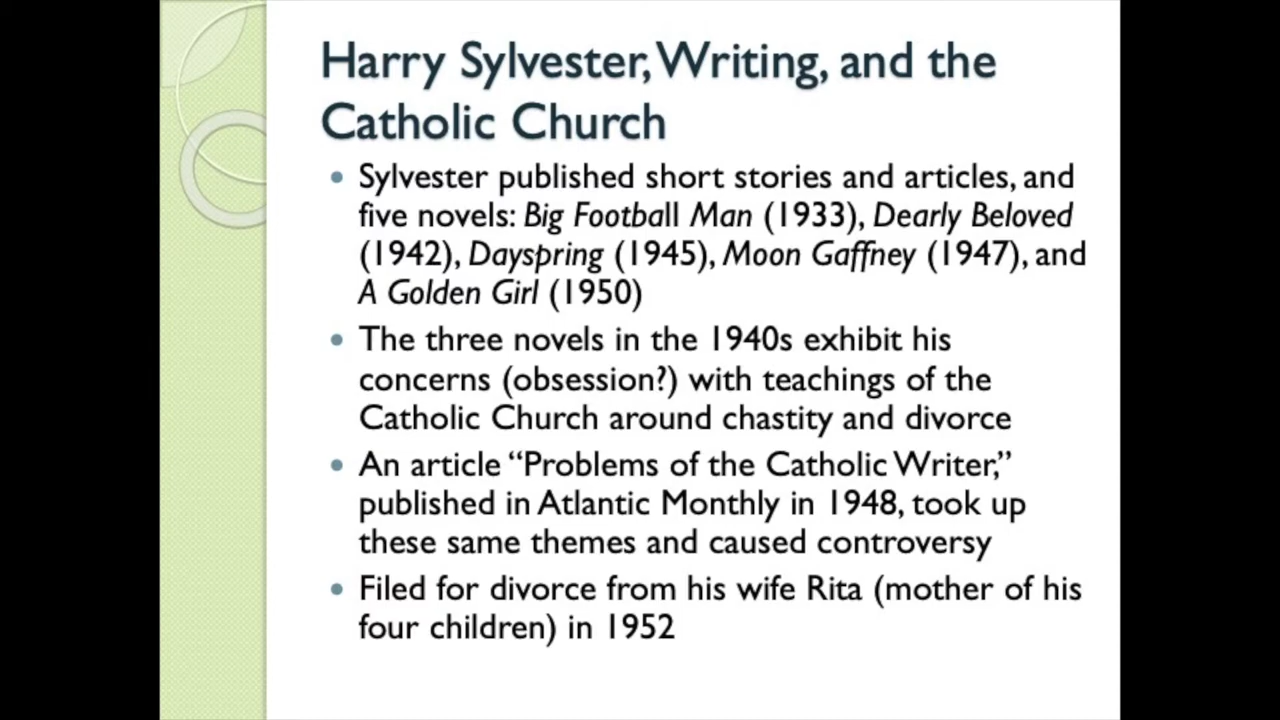 Harry Sylvester, Writing, and the
Catholic Church
• Sylvester published short stories and articles, and
five novels: Big Football Man (1933), Dearly Beloved
(1942), Dayspring (1945), Moon Gaffney (1947), and
A Golden Girl (1950)
• The three novels in the 1940s exhibit his
concerns (obsession?) with teachings of the
Catholic Church around chastity and divorce
• An article “Problems of the Catholic Writer,”
published in Atlantic Monthly in 1948, took up
these same themes and caused controversy
• Filed for divorce from his wife Rita (mother of his
four children) in 1952